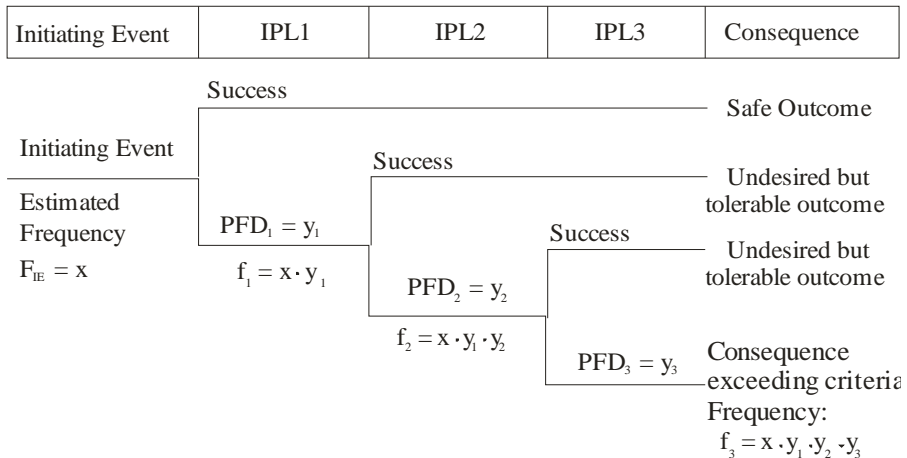 Initiating Event IPL1 IPL2 IPL3 Consequence
Success
Safe Outcome
Initiating Event
Success
Undesired but
tolerable outcome
Estimated
Frequency
F_IE = x
PFD₁ = y₁
f₁ = x · y₁
Success
Undesired but
tolerable outcome
PFD₂ = y₂
f₂ = x · y₁ · y₂
PFD₃ = y₃
Consequence
exceeding criteria
Frequency:
f₃ = x · y₁ · y₂ · y₃